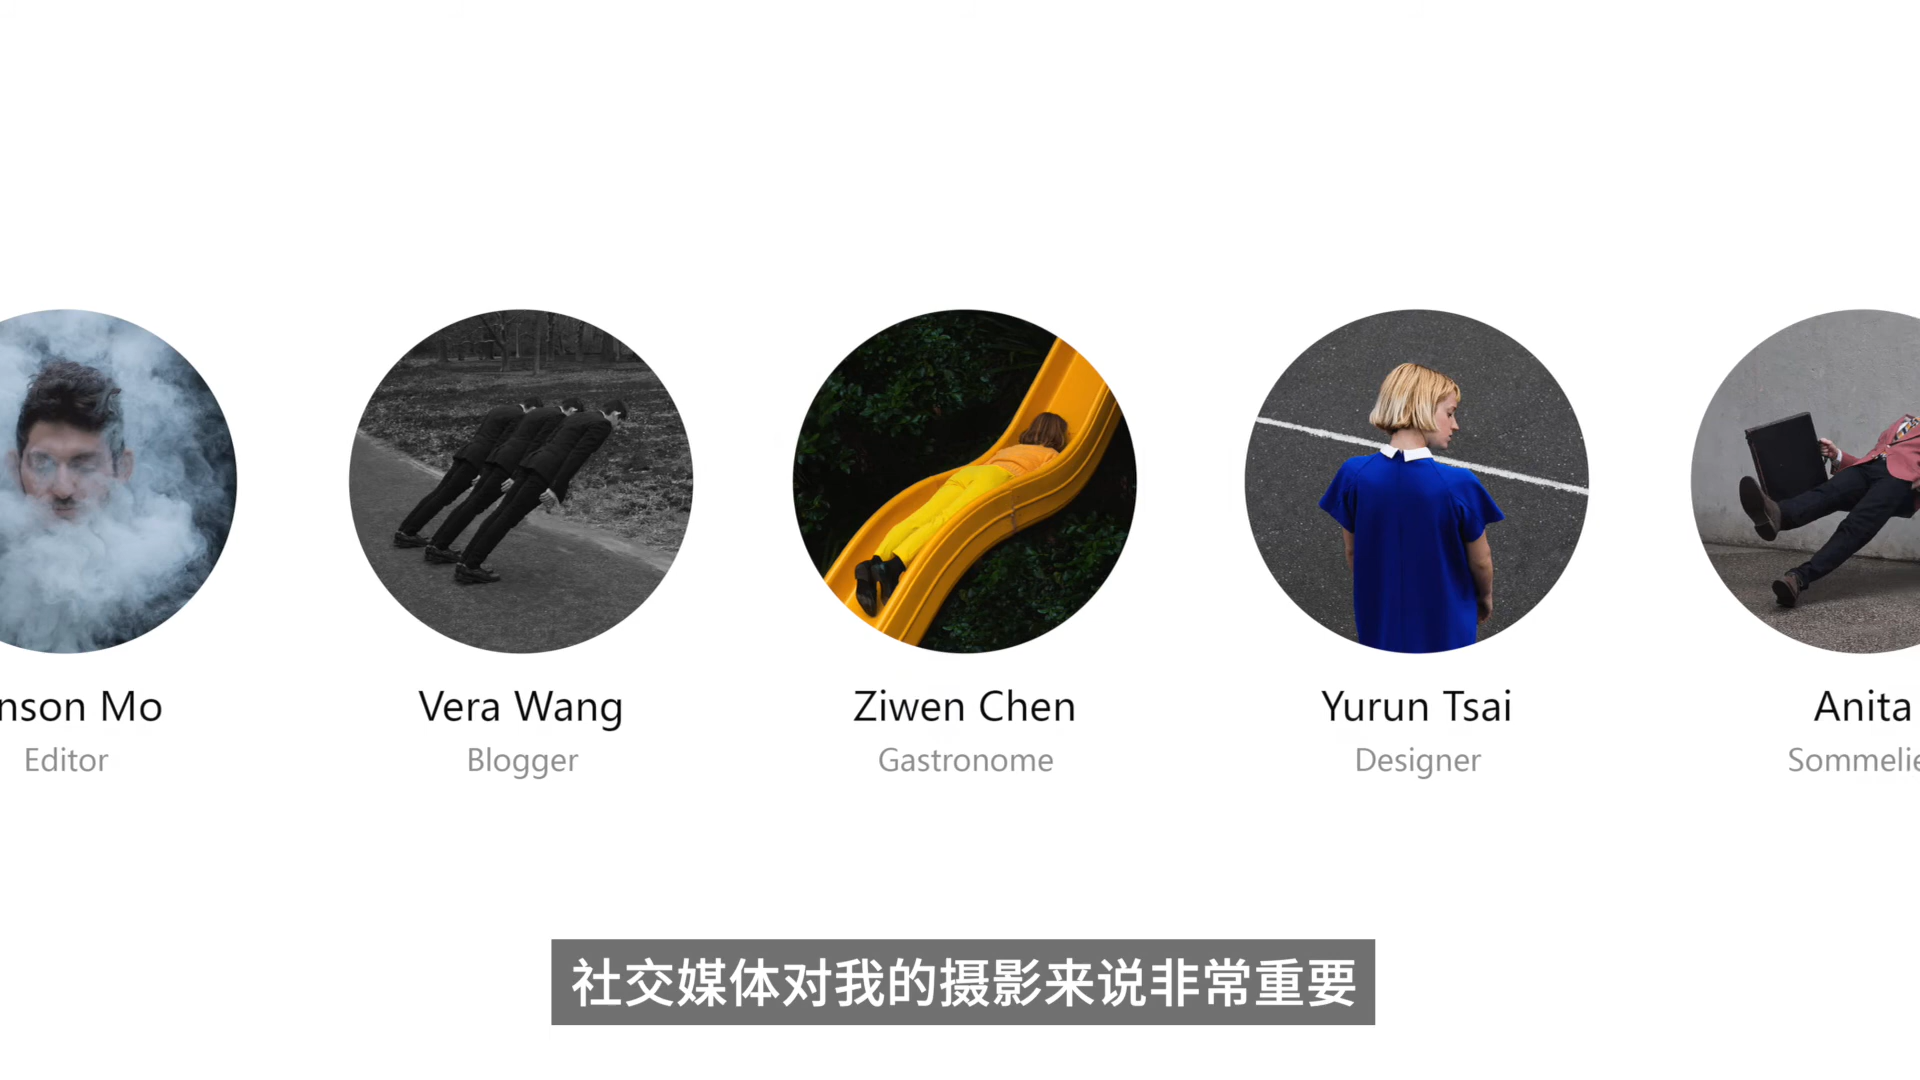 nson Mo
Editor
Vera Wang
Blogger
Ziwen Chen
Gastronome
Yurun Tsai
Designer
Anita
Sommelie
社交媒体对我的摄影来说非常重要